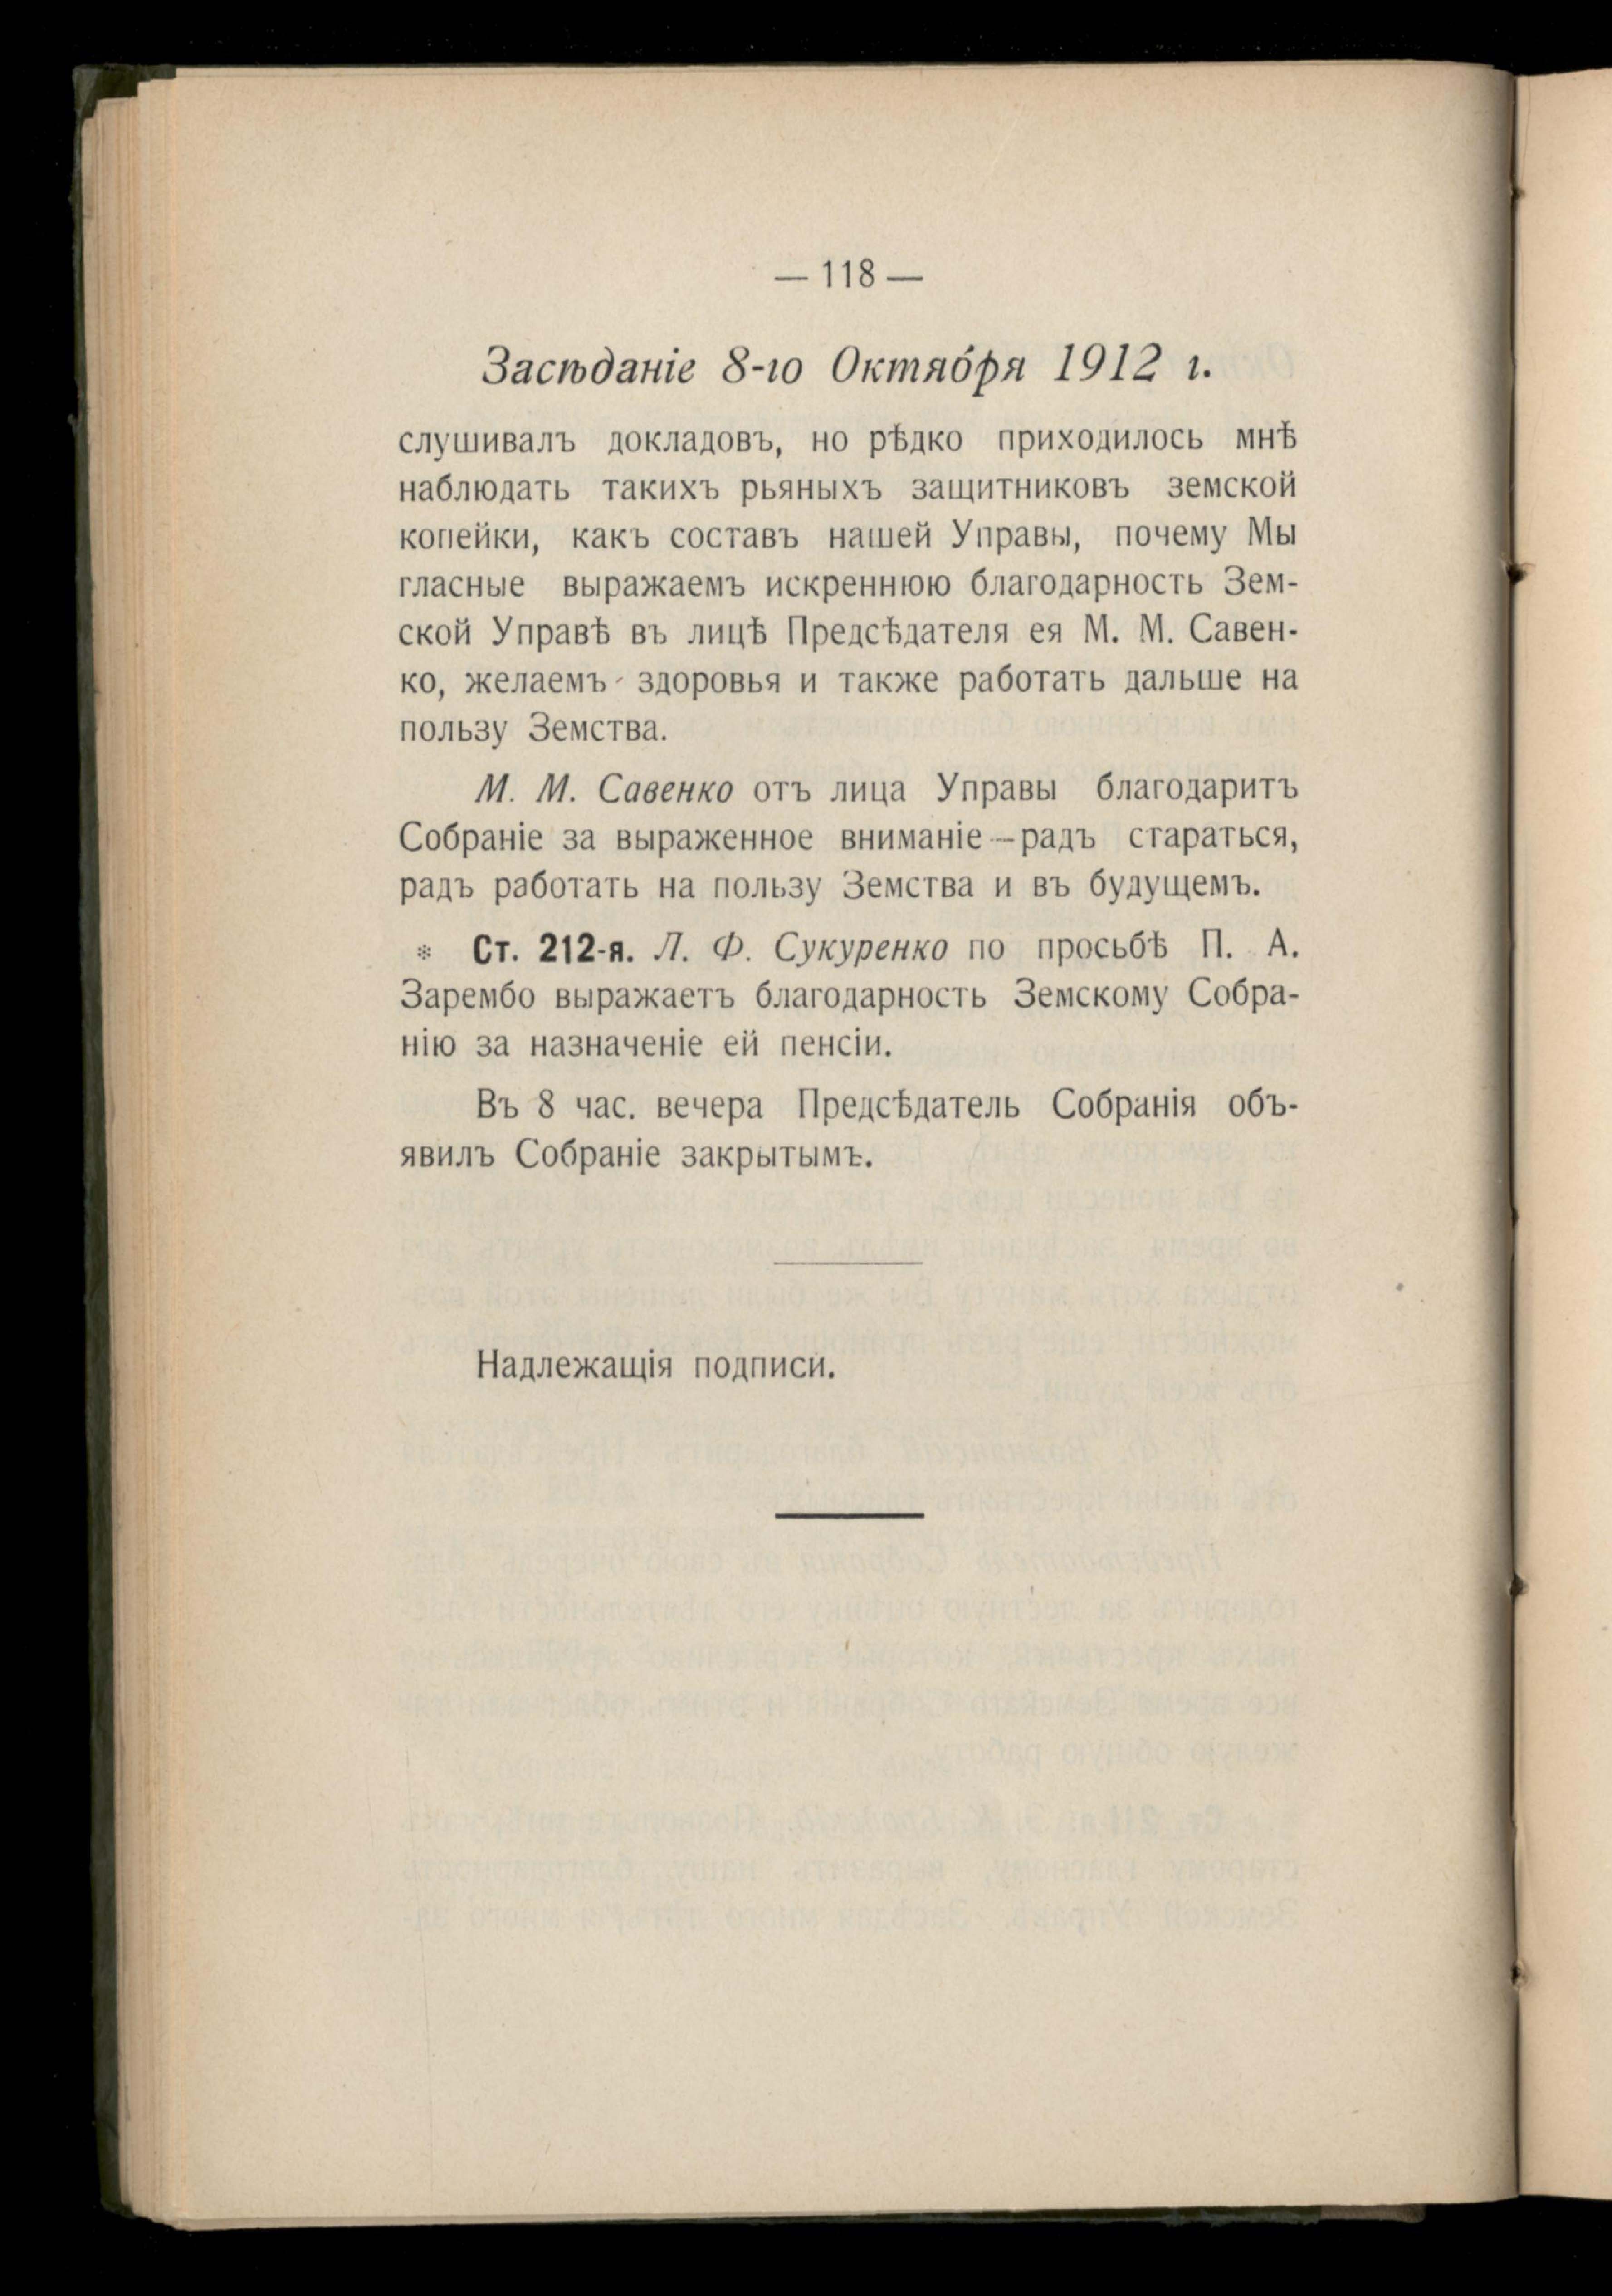 — 118 —
Засѣданіе 8-го Октября 1912 г.
слушивалъ докладовъ, но рѣдко приходилось мнѣ
наблюдать такихъ рьяныхъ защитниковъ земской
копейки, какъ составъ нашей Управы, почему Мы
гласные выражаемъ искреннюю благодарность Зем-
ской Управѣ въ лицѣ Предсѣдателя ея М. М. Савен-
ко, желаемъ здоровья и также работать дальше на
пользу Земства.
М. М. Савенко отъ лица Управы благодаритъ
Собраніе за выраженное вниманіе—радъ стараться,
радъ работать на пользу Земства и въ будущемъ.
* Ст. 212-я. Л. Ф. Сукуренко по просьбѣ П. А.
Зарембо выражаетъ благодарность Земскому Собра-
нію за назначеніе ей пенсіи.
Въ 8 час. вечера Предсѣдатель Собранія объ-
явилъ Собраніе закрытымъ.
Надлежащія подписи.